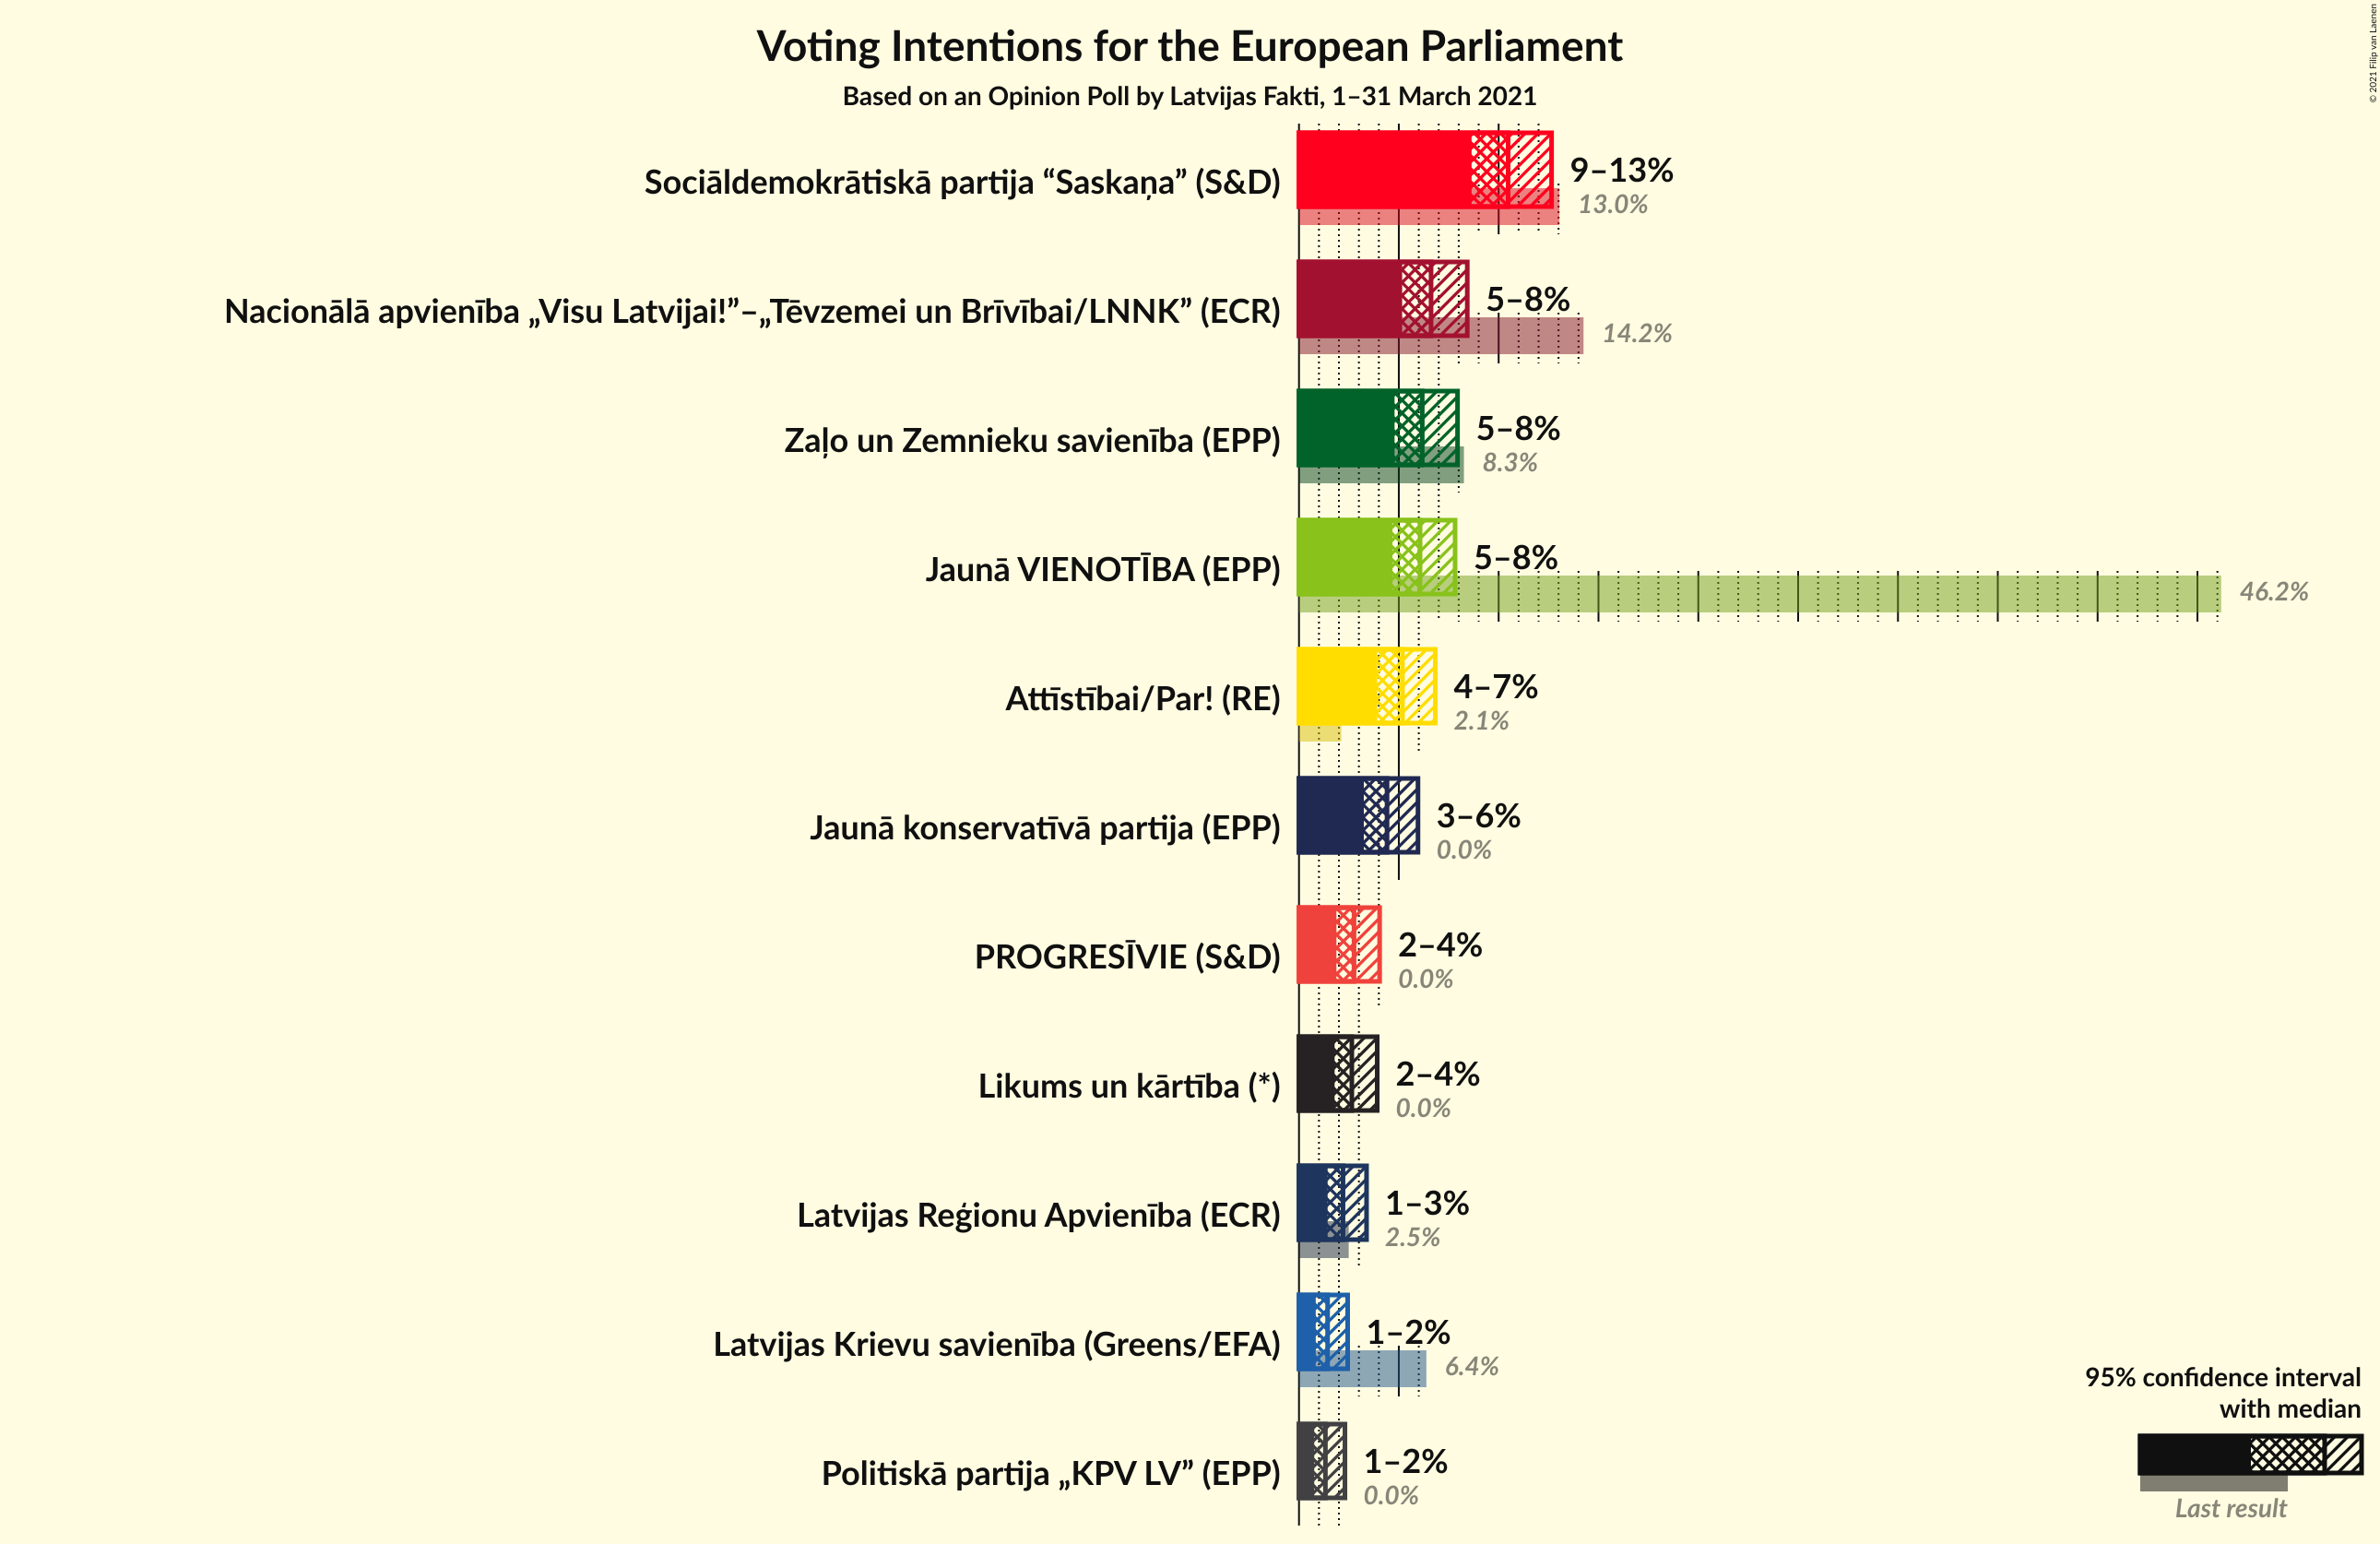 Voting Intentions for the European Parliament
Based on an Opinion Poll by Latvijas Fakti, 1–31 March 2021
© 2021 Filip van Laenen
Sociāldemokrātiskā partija “Saskaņa” (S&D)
9–13%
13.0%
Nacionālā apvienība „Visu Latvijai!”–„Tēvzemei un Brīvībai/LNNK” (ECR)
5–8%
14.2%
Zaļo un Zemnieku savienība (EPP)
5–8%
8.3%
Jaunā VIENOTĪBA (EPP)
5–8%
46.2%
Attīstībai/Par! (RE)
4–7%
2.1%
Jaunā konservatīvā partija (EPP)
3–6%
0.0%
PROGRESĪVIE (S&D)
2–4%
0.0%
Likums un kārtība (*)
2–4%
0.0%
Latvijas Reģionu Apvienība (ECR)
1–3%
2.5%
Latvijas Krievu savienība (Greens/EFA)
1–2%
6.4%
Politiskā partija „KPV LV” (EPP)
1–2%
0.0%
95% confidence interval
with median
Last result